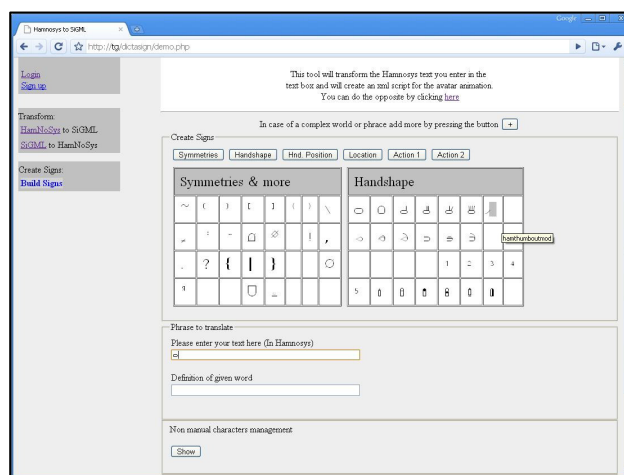 Google
Hamnosys to SiGML
http://tg/dictasign/demo.php
Login
Sign up
Transform:
HamNoSys to SiGML
SiGML to HamNoSys
Create Signs:
Build Signs
This tool will transform the Hamnosys text you enter in the
text box and will create an xml script for the avatar animation.
You can do the opposite by clicking here
In case of a complex world or phrace add more by pressing the button +
Create Signs
Symmetries Handshape Hnd. Position Location Action 1 Action 2
Symmetries & more
~ ( ) [ ] { } \
! ,
. ? { | }
Handshape
hamthumboutmod
1 2 3 4
5
Phrase to translate
Please enter your text here (In Hamnosys)
Definition of given word
Non manual characters management
Show